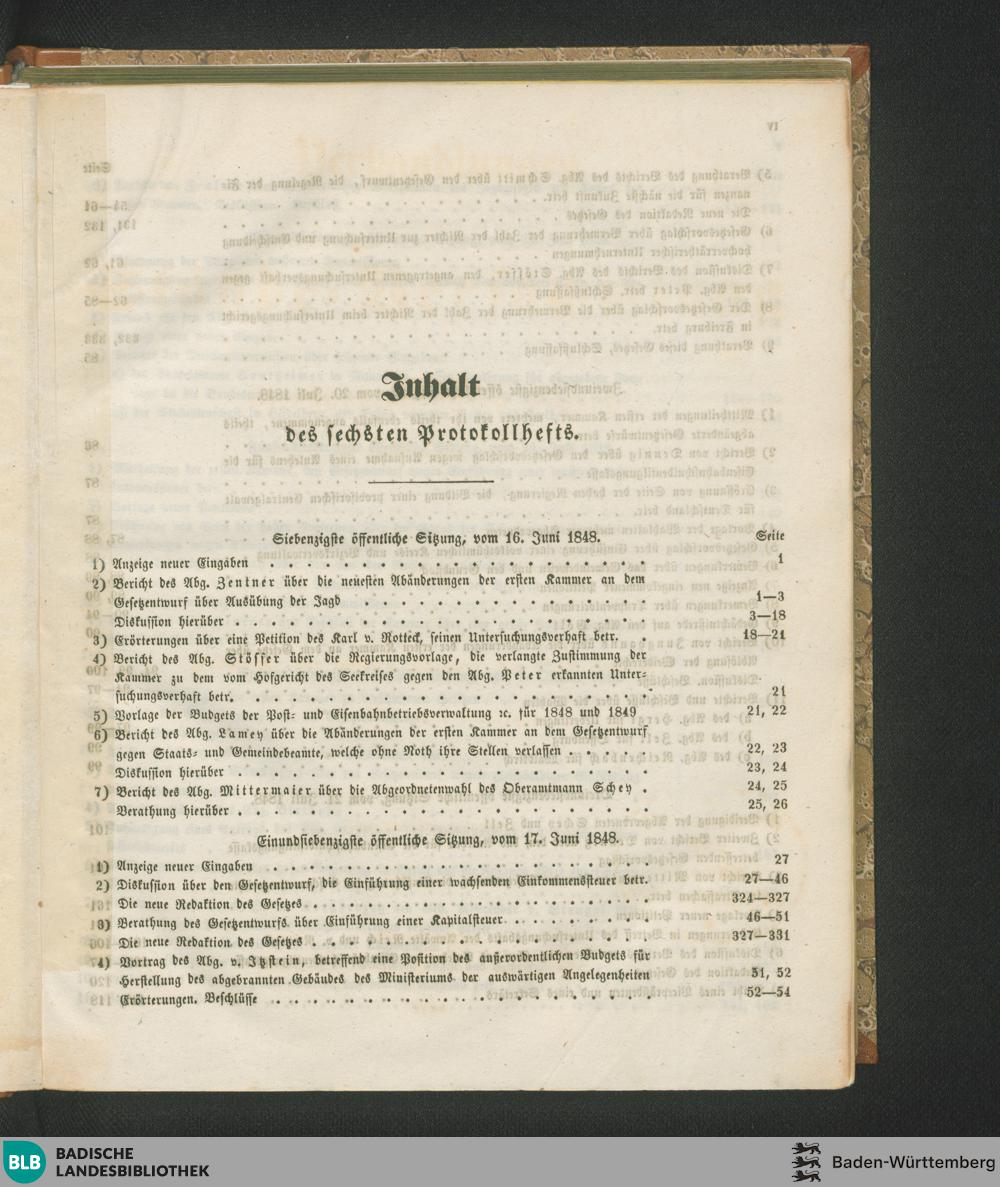 Inhalt
des sechsten Protokollhefts.
Siebenzigste öffentliche Sitzung, vom 16. Juni 1848.
Seite
1) Anzeige neuer Eingaben . . . . . . . . . . . . . . . . . . . . 1
2) Bericht des Abg. Zentner über die neuesten Abänderungen der ersten Kammer an dem
Gesetzentwurf über Ausübung der Jagd . . . . . . . . . . . . . . . 1—3
Diskussion hierüber . . . . . . . . . . . . . . . . . . . . . . 3—18
3) Erörterungen über eine Petition des Karl v. Rotteck, seinen Untersuchungsverhaft betr. . 18—21
4) Bericht des Abg. Stösser über die Regierungsvorlage, die verlangte Zustimmung der
Kammer zu dem vom Hofgericht des Seekreises gegen den Abg. Peter erkannten Unter-
suchungsverhaft betr. . . . . . . . . . . . . . . . . . . . . . . 21
5) Vorlage der Budgets der Post- und Eisenbahnbetriebsverwaltung ꝛc. für 1848 und 1849 21, 22
6) Bericht des Abg. Lamey über die Abänderungen der ersten Kammer an dem Gesetzentwurf
gegen Staats- und Gemeindebeamte, welche ohne Noth ihre Stellen verlassen . . . . . 22, 23
Diskussion hierüber . . . . . . . . . . . . . . . . . . . . . . 23, 24
7) Bericht des Abg. Mittermaier über die Abgeordnetenwahl des Oberamtmann Schey . 24, 25
Berathung hierüber . . . . . . . . . . . . . . . . . . . . . . 25, 26
Einundsiebenzigste öffentliche Sitzung, vom 17. Juni 1848.
1) Anzeige neuer Eingaben . . . . . . . . . . . . . . . . . . . . 27
2) Diskussion über den Gesetzentwurf, die Einführung einer wachsenden Einkommenssteuer betr. 27—46
Die neue Redaktion des Gesetzes . . . . . . . . . . . . . . . . . . 324—327
3) Berathung des Gesetzentwurfs über Einführung einer Kapitalsteuer . . . . . . . . 46—51
Die neue Redaktion des Gesetzes . . . . . . . . . . . . . . . . . . 327—331
4) Vortrag des Abg. v. Itzstein, betreffend eine Position des außerordentlichen Budgets für
Herstellung des abgebrannten Gebäudes des Ministeriums der auswärtigen Angelegenheiten 51, 52
Erörterungen. Beschlüsse . . . . . . . . . . . . . . . . . . . . 52—54
BLB
BADISCHE
LANDESBIBLIOTHEK
Baden-Württemberg